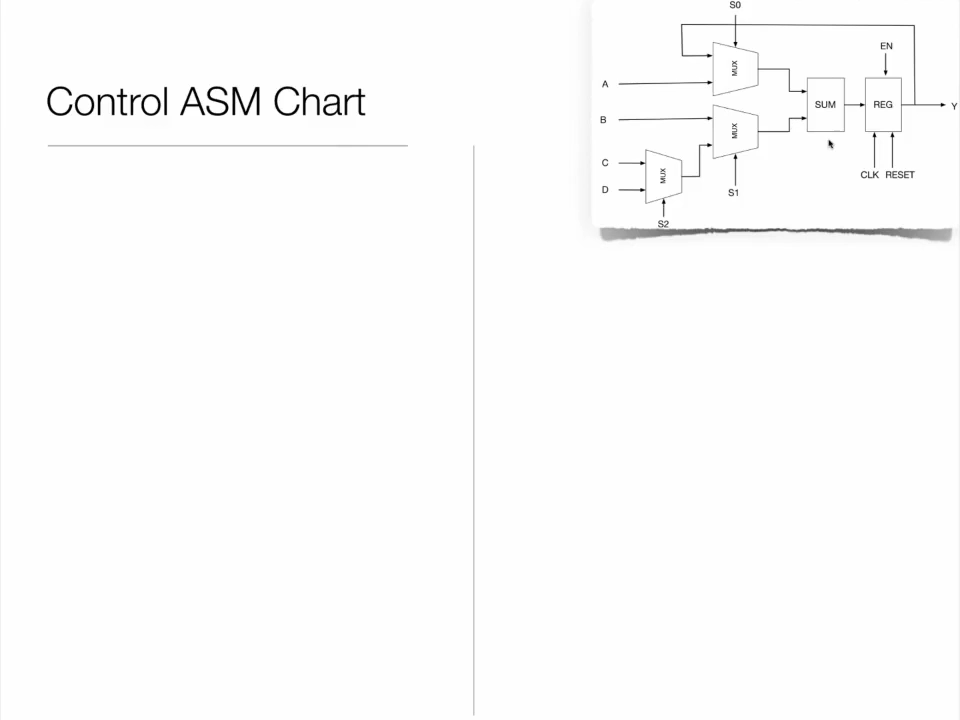 Control ASM Chart
S0
EN
MUX
A
SUM
REG
Y
B
MUX
C
MUX
D
CLK RESET
S1
S2